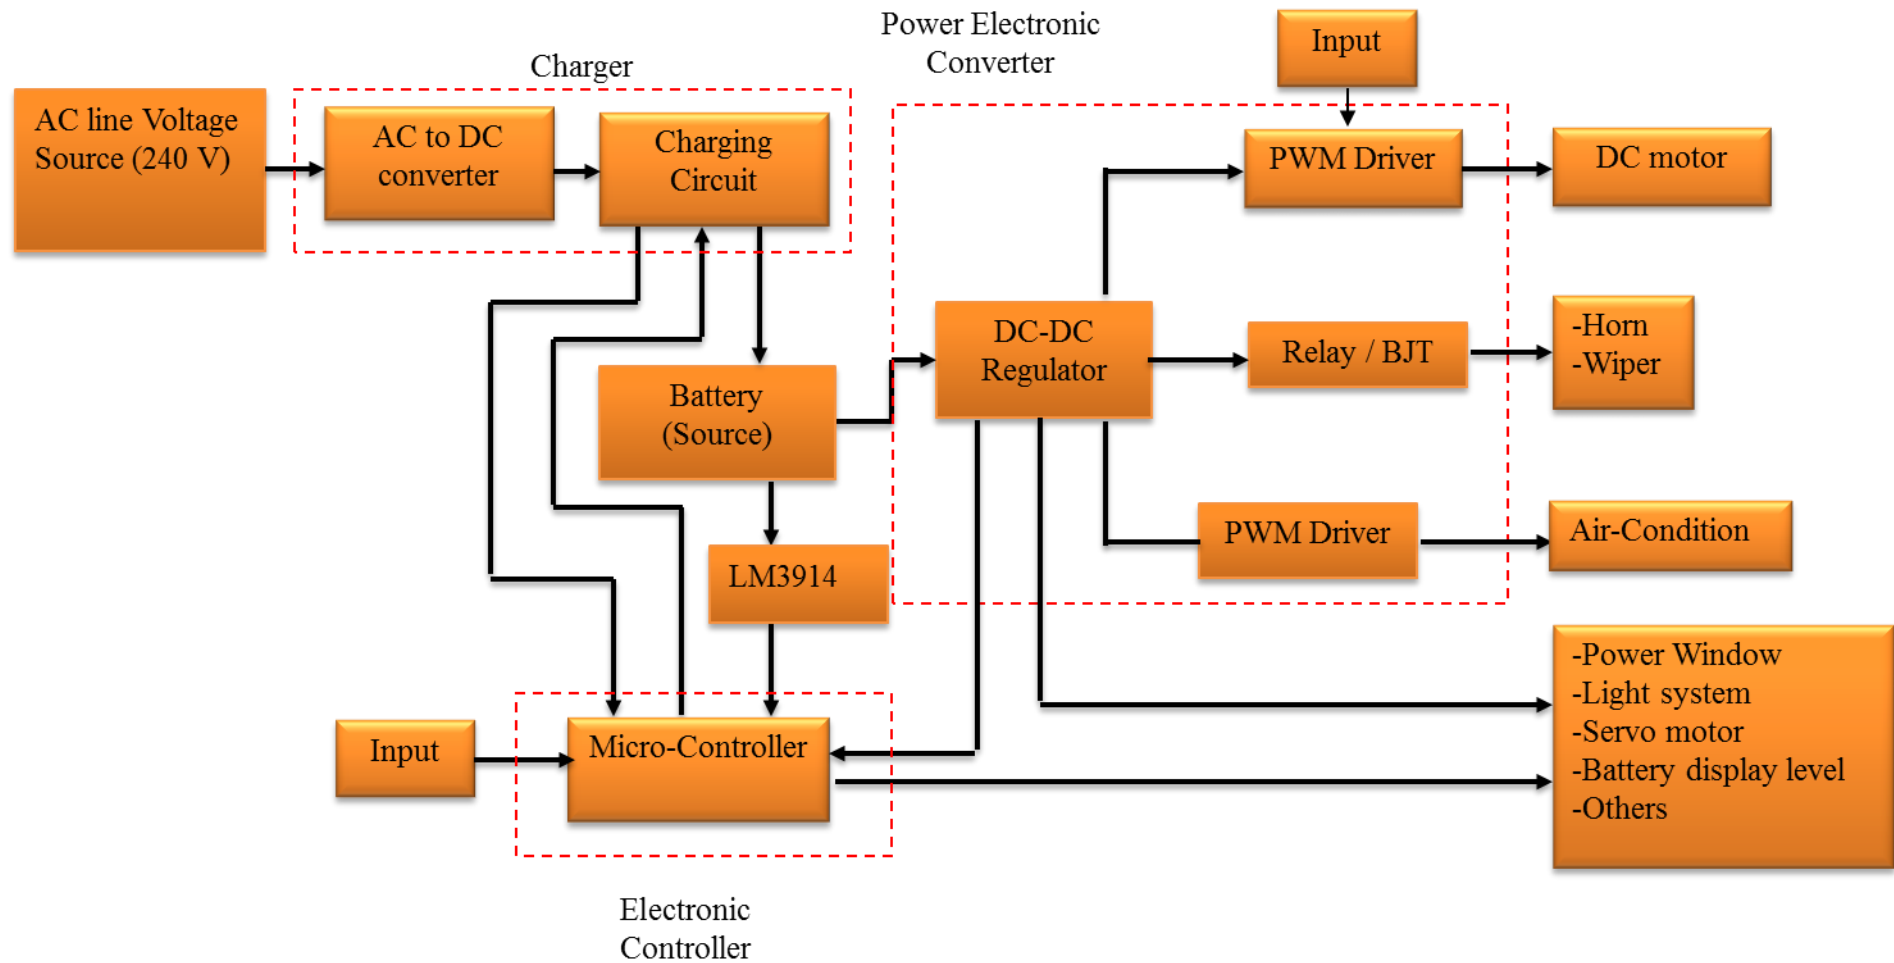 Power Electronic
Converter
Input
Charger
AC line Voltage
Source (240 V)
AC to DC
converter
Charging
Circuit
PWM Driver
DC motor
DC-DC
Regulator
Relay / BJT
-Horn
-Wiper
Battery
(Source)
PWM Driver
Air-Condition
LM3914
Input
Micro-Controller
-Power Window
-Light system
-Servo motor
-Battery display level
-Others
Electronic
Controller